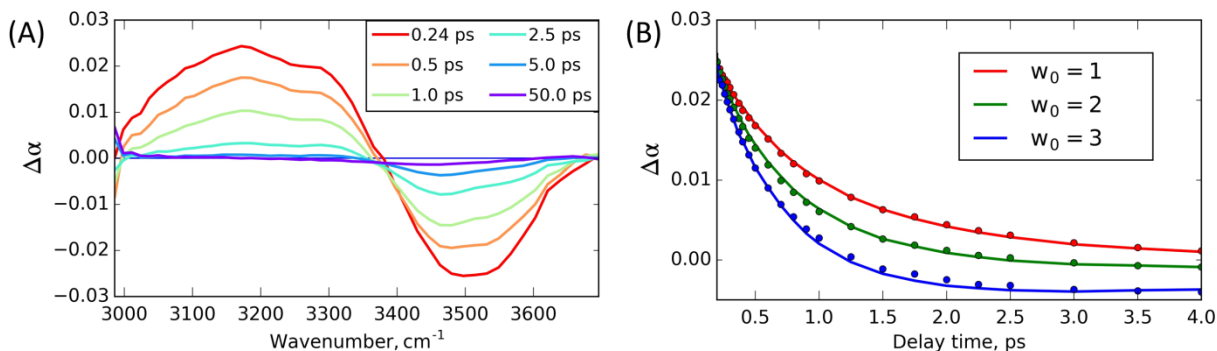 (A)
0.03
0.02
0.01
0.00
−0.01
−0.02
−0.03
Δα
0.24 ps
0.5 ps
1.0 ps
2.5 ps
5.0 ps
50.0 ps
3000 3100 3200 3300 3400 3500 3600
Wavenumber, cm⁻¹
(B)
0.03
0.02
0.01
0.00
Δα
w₀ = 1
w₀ = 2
w₀ = 3
0.5 1.0 1.5 2.0 2.5 3.0 3.5 4.0
Delay time, ps